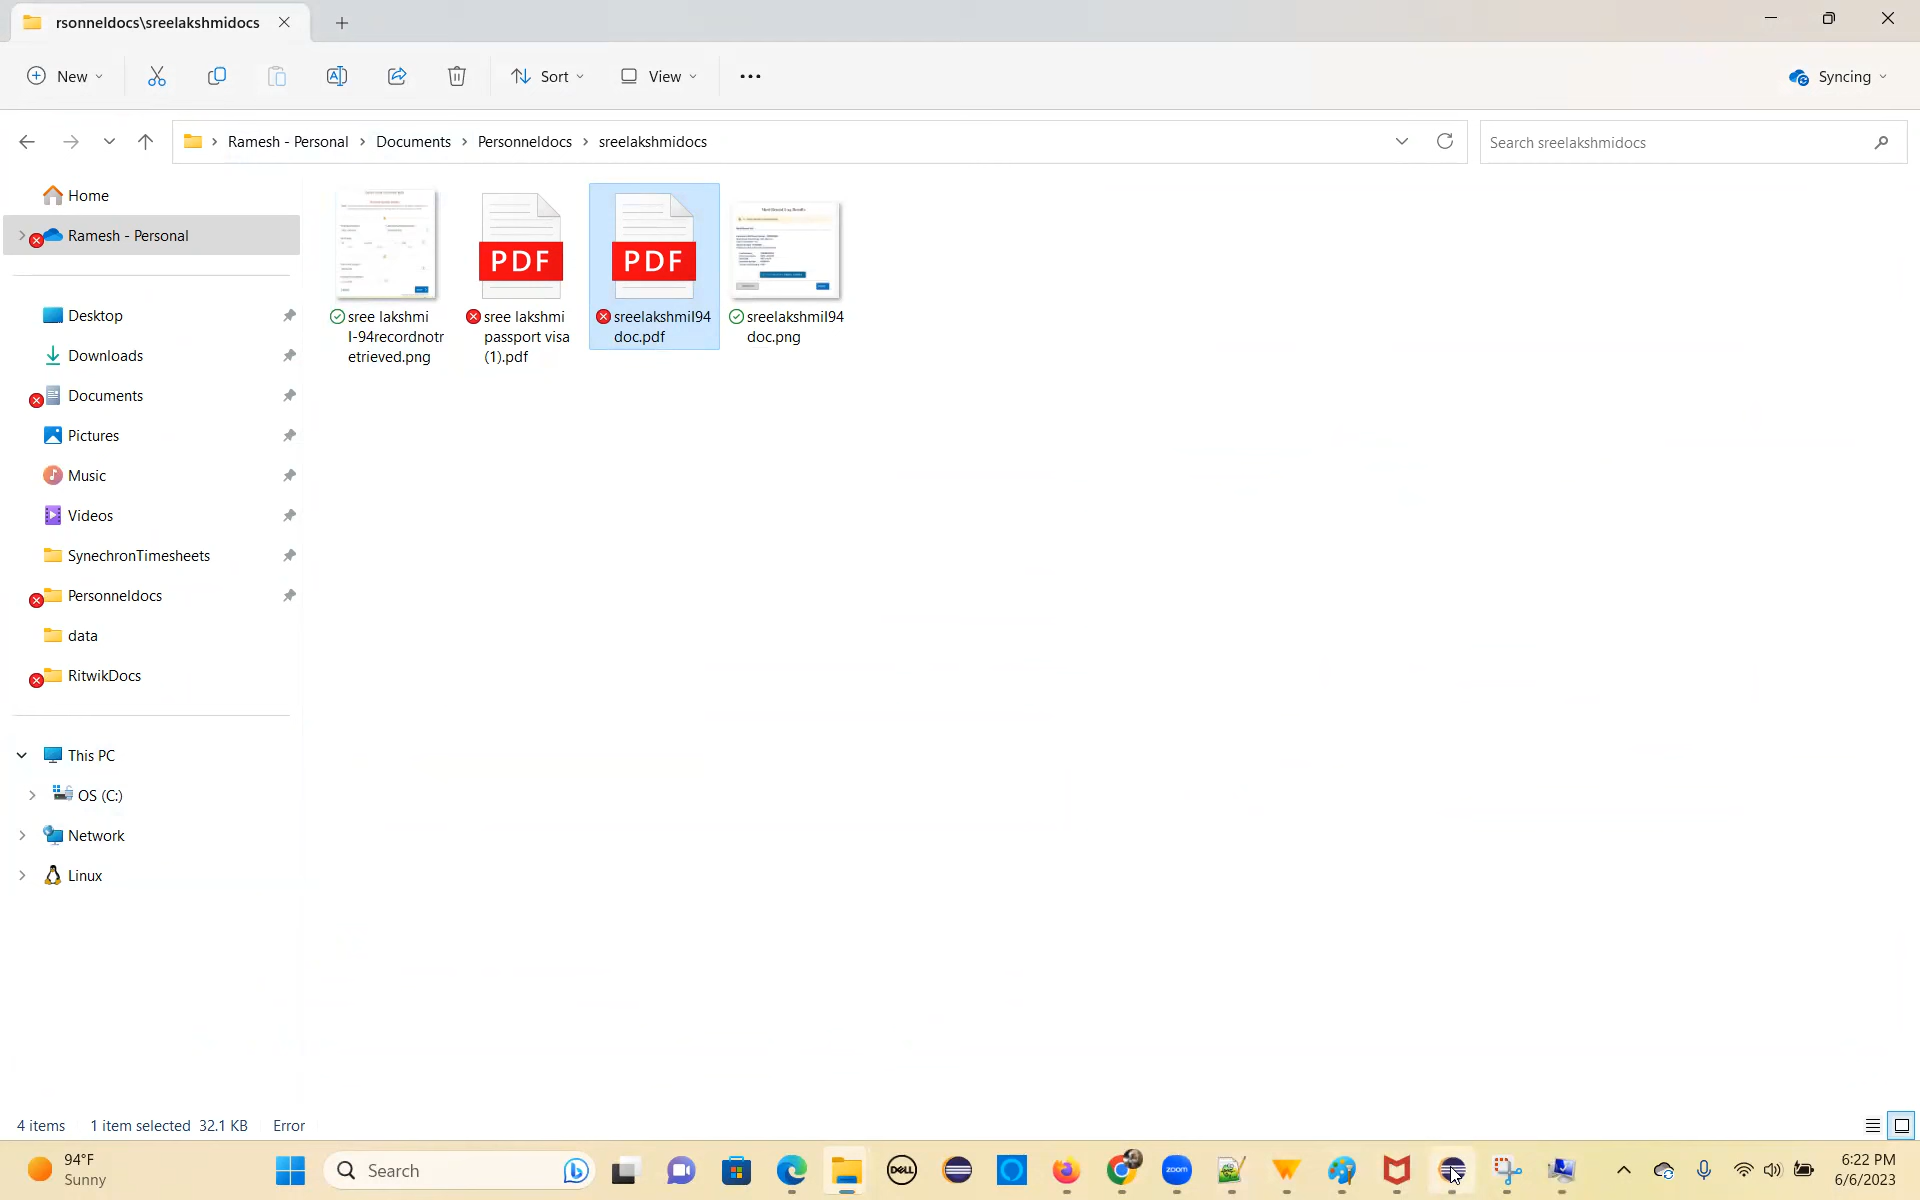 rsonneldocs\sreelakshmidocs
New
Sort
View
Syncing
Ramesh - Personal
Documents
Personneldocs
sreelakshmidocs
Search sreelakshmidocs
Home
Ramesh - Personal
Desktop
Downloads
Documents
Pictures
Music
Videos
SynechronTimesheets
Personneldocs
data
RitwikDocs
This PC
OS (C:)
Network
Linux
sree lakshmi
I-94recordnotr
etrieved.png
PDF
sree lakshmi
passport visa
(1).pdf
PDF
sreelakshmiI94
doc.pdf
sreelakshmiI94
doc.png
4 items
1 item selected 32.1 KB
Error
94°F
Sunny
Search
DELL
zoom
6:22 PM
6/6/2023